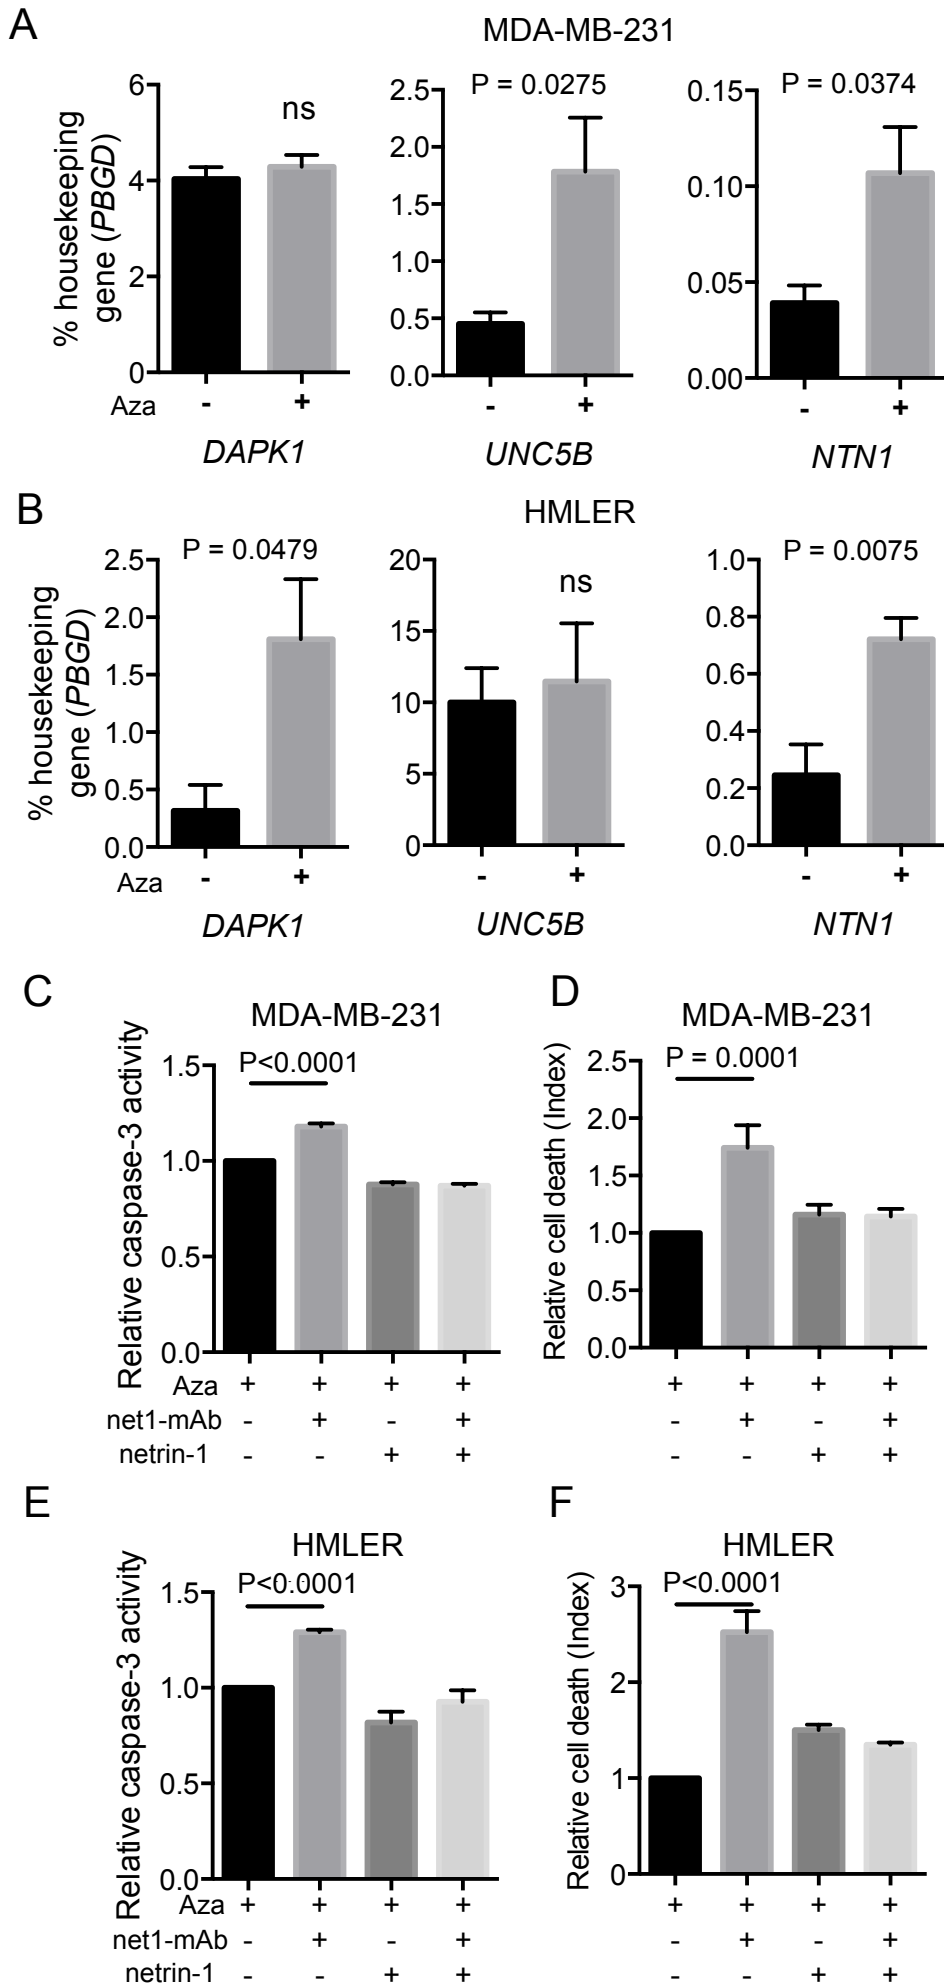 A
MDA-MB-231
% housekeeping
gene (PBGD)
6
4
2
0
ns
Aza - +
DAPK1
2.5
2.0
1.5
1.0
0.5
0.0
P = 0.0275
- +
UNC5B
0.15
0.10
0.05
0.00
P = 0.0374
- +
NTN1
B
HMLER
% housekeeping
gene (PBGD)
2.5
2.0
1.5
1.0
0.5
0.0
P = 0.0479
Aza - +
DAPK1
20
15
10
5
0
ns
- +
UNC5B
1.0
0.8
0.6
0.4
0.2
0.0
P = 0.0075
- +
NTN1
C
MDA-MB-231
Relative caspase-3 activity
P<0.0001
1.5
1.0
0.5
0.0
Aza + + + +
net1-mAb - + - +
netrin-1 - - + +
D
MDA-MB-231
Relative cell death (Index)
P = 0.0001
2.5
2.0
1.5
1.0
0.5
0.0
+ + + +
- + - +
- - + +
E
HMLER
Relative caspase-3 activity
P<0.0001
1.5
1.0
0.5
0.0
Aza + + + +
net1-mAb - + - +
netrin-1 - - + +
F
HMLER
Relative cell death (Index)
P<0.0001
3
2
1
0
+ + + +
- + - +
- - + +